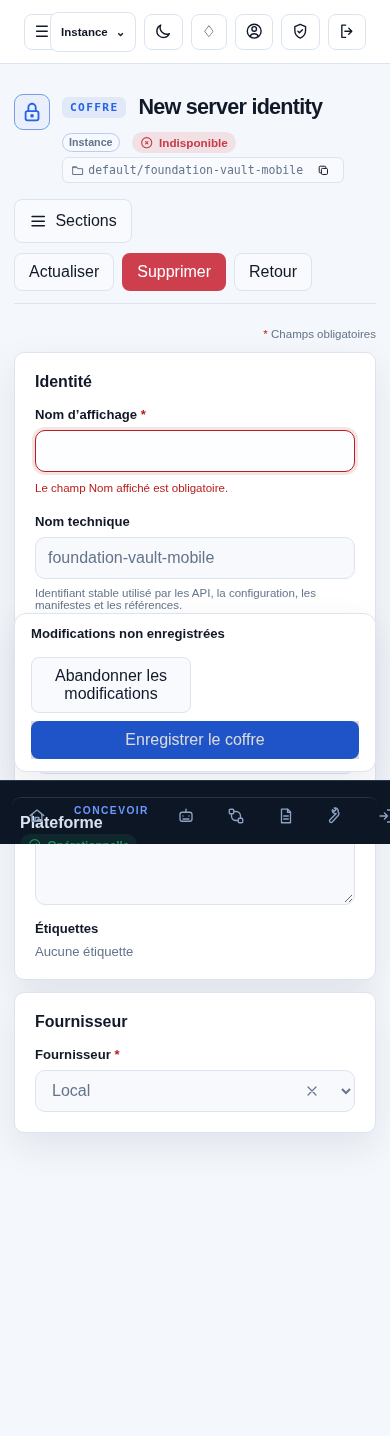 Instance
COFFRE New server identity
Instance Indisponible
default/foundation-vault-mobile
Sections
Actualiser Supprimer Retour
* Champs obligatoires
Identité
Nom d’affichage *
Le champ Nom affiché est obligatoire.
Nom technique
foundation-vault-mobile
Identifiant stable utilisé par les API, la configuration, les
manifestes et les références.
Modifications non enregistrées
Abandonner les
modifications
Enregistrer le coffre
CONCEVOIR
Plateforme
Opérationnelle
Étiquettes
Aucune étiquette
Fournisseur
Fournisseur *
Local